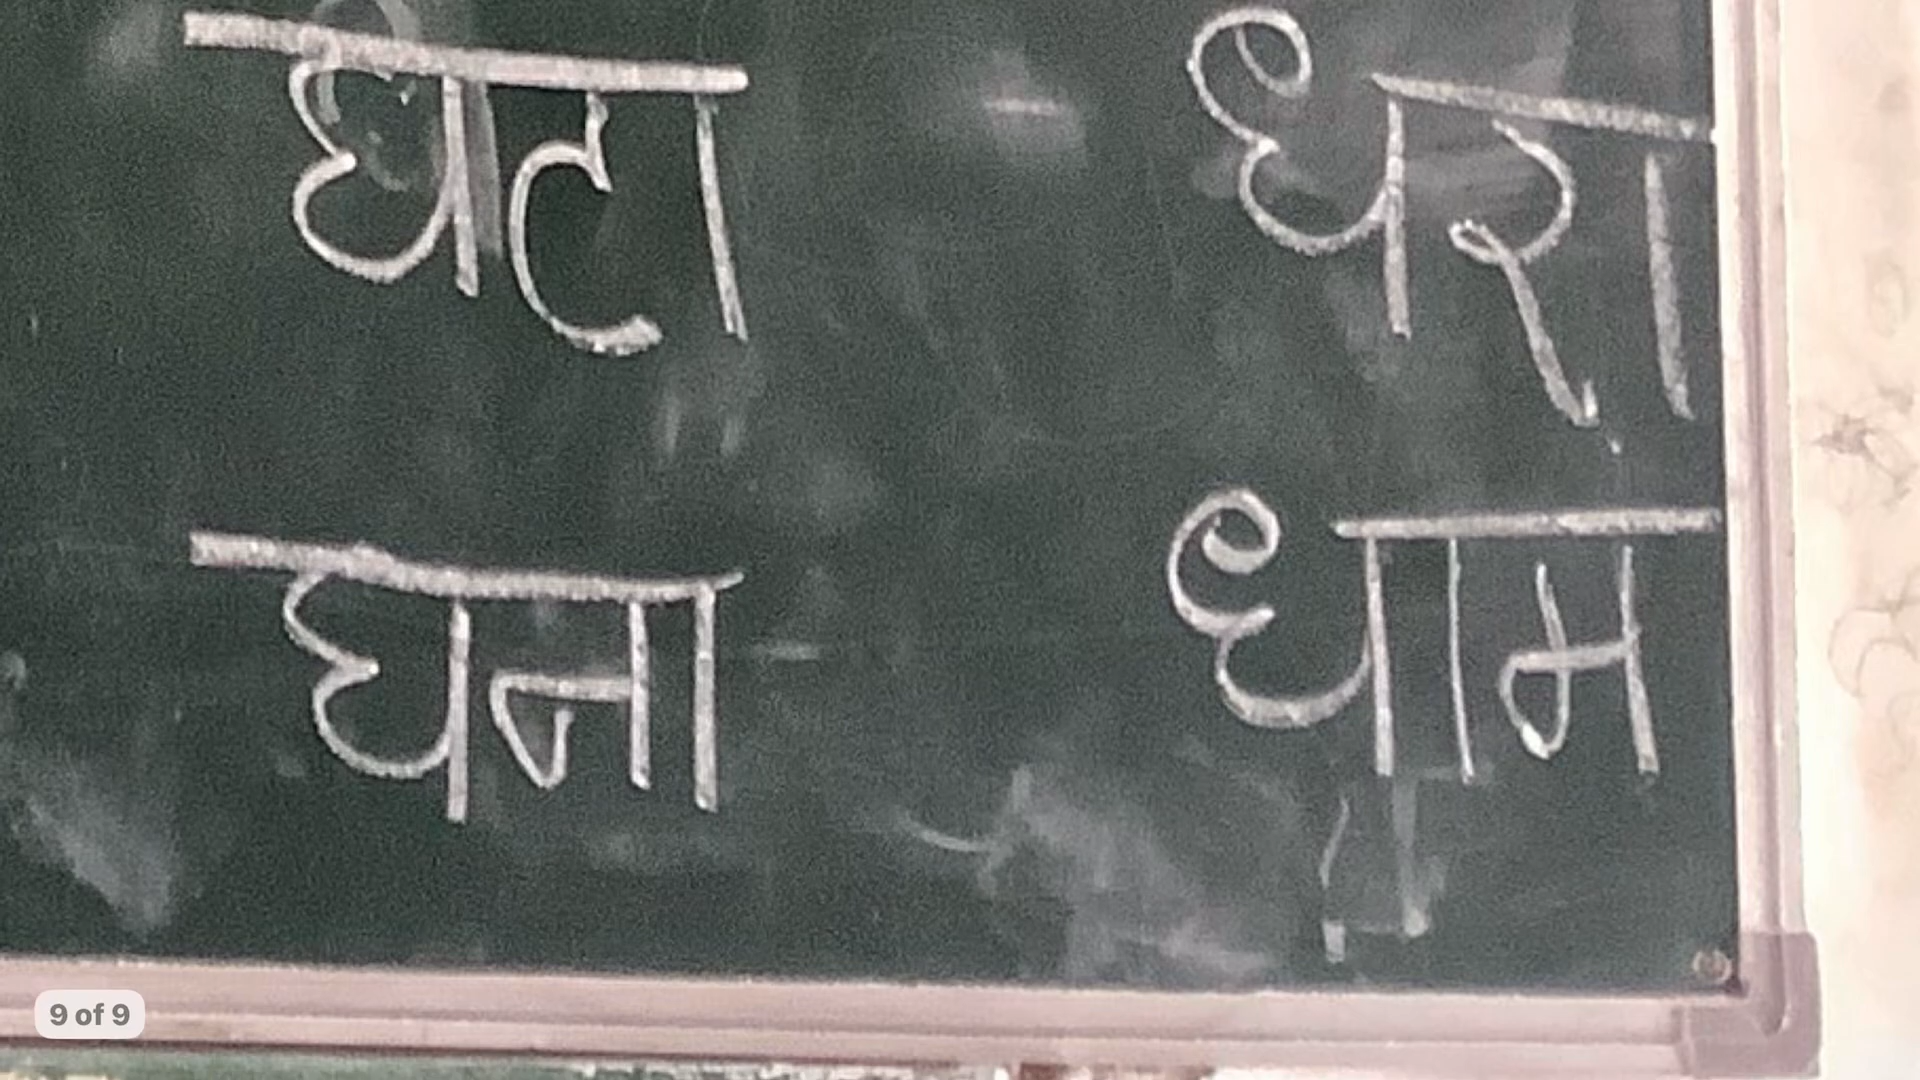 घटा धरा
घना धाम
9 of 9